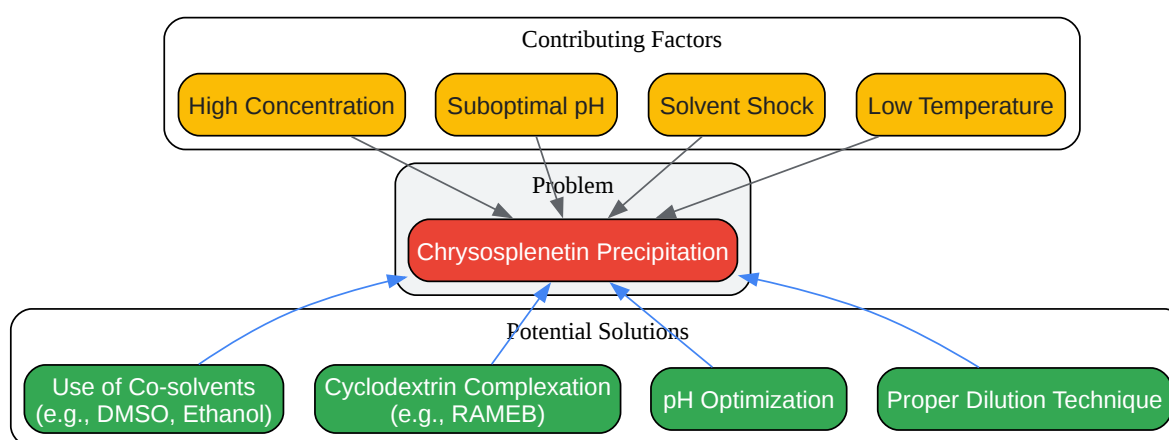 Contributing Factors
High Concentration
Suboptimal pH
Solvent Shock
Low Temperature
Problem
Chrysosplenetin Precipitation
Potential Solutions
Use of Co-solvents
(e.g., DMSO, Ethanol)
Cyclodextrin Complexation
(e.g., RAMEB)
pH Optimization
Proper Dilution Technique